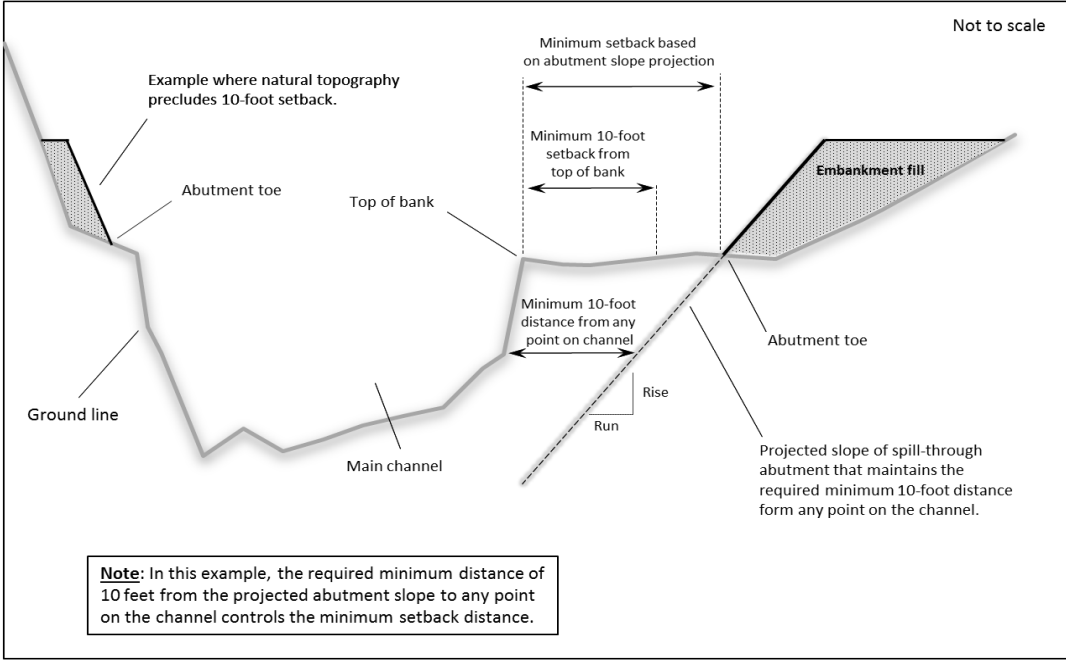 Not to scale
Minimum setback based
on abutment slope projection
Example where natural topography
precludes 10-foot setback.
Minimum 10-foot
setback from
top of bank
Embankment fill
Abutment toe
Top of bank
Minimum 10-foot
distance from any
point on channel
Abutment toe
Rise
Ground line
Run
Main channel
Projected slope of spill-through
abutment that maintains the
required minimum 10-foot distance
form any point on the channel.
Note: In this example, the required minimum distance of
10 feet from the projected abutment slope to any point
on the channel controls the minimum setback distance.